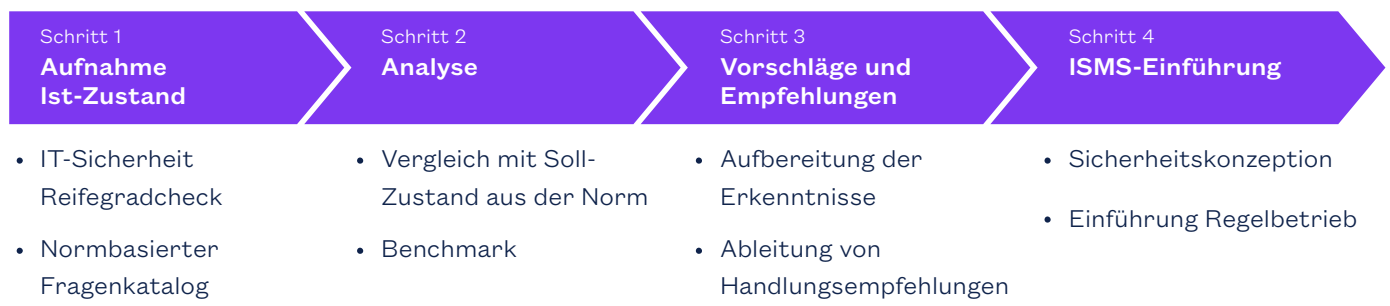 Schritt 1
Aufnahme
Ist-Zustand
• IT-Sicherheit
Reifegradcheck
• Normbasierter
Fragenkatalog
Schritt 2
Analyse
• Vergleich mit Soll-
Zustand aus der Norm
• Benchmark
Schritt 3
Vorschläge und
Empfehlungen
• Aufbereitung der
Erkenntnisse
• Ableitung von
Handlungsempfehlungen
Schritt 4
ISMS-Einführung
• Sicherheitskonzeption
• Einführung Regelbetrieb